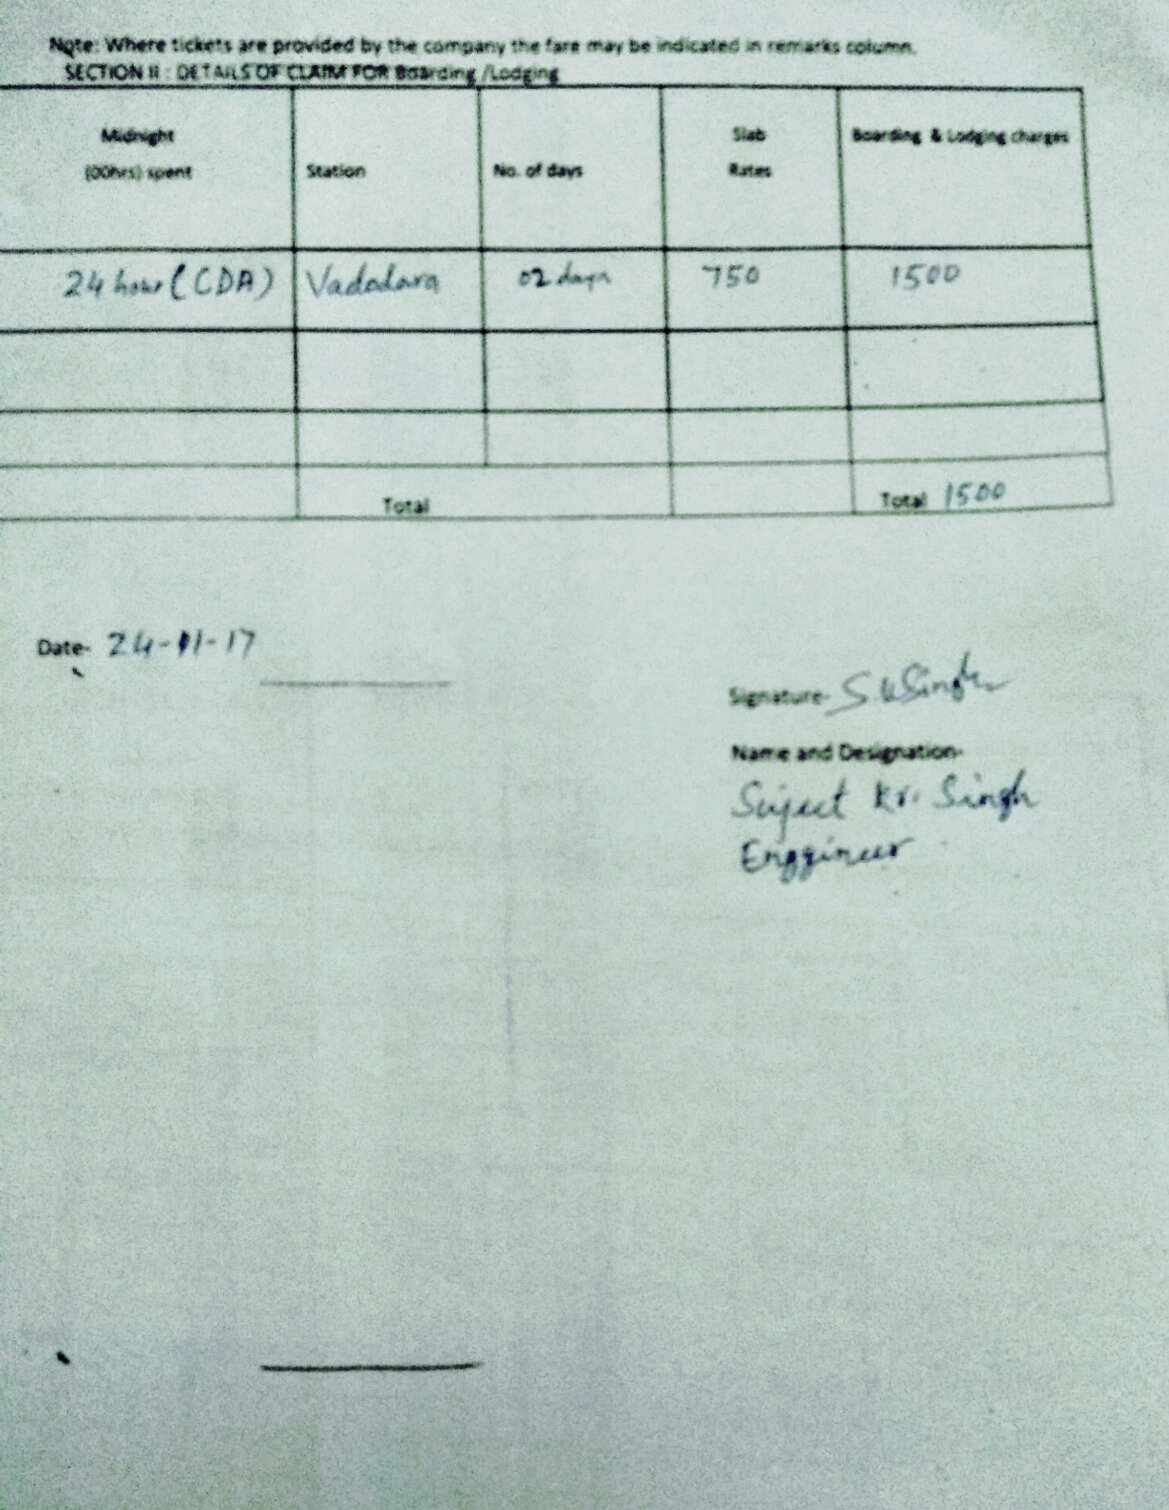 Note: Where tickets are provided by the company the fare may be indicated in remarks column.
SECTION II : DETAILS OF CLAIM FOR Boarding /Lodging
Midnight (00hrs) spent Station No. of days Slab Rates Boarding & Lodging charges
24 hour (CDA) Vadodara 02 days 750 1500
Total Total 1500
Date- 24-11-17
Signature- S K Singh
Name and Designation-
Sujeet Kr. Singh
Enggineer